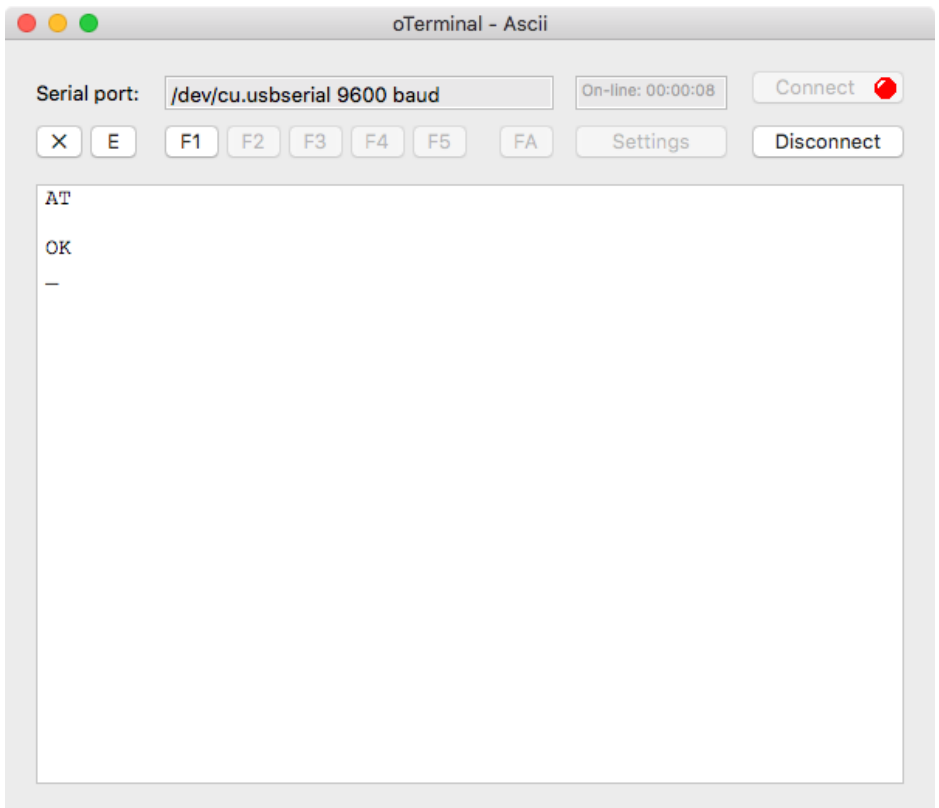 oTerminal - Ascii
Serial port: /dev/cu.usbserial 9600 baud On-line: 00:00:08 Connect
X E F1 F2 F3 F4 F5 FA Settings Disconnect
AT
OK
_